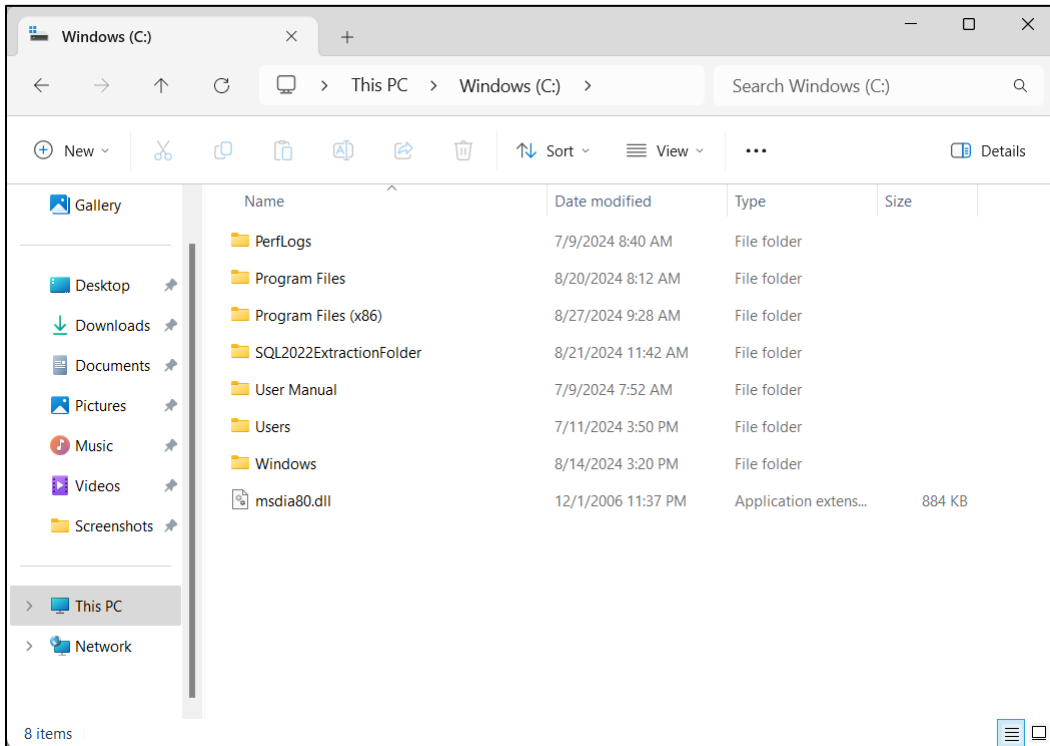 Windows (C:)
This PC > Windows (C:) > Search Windows (C:)
New Sort View ... Details
Gallery
Desktop
Downloads
Documents
Pictures
Music
Videos
Screenshots
> This PC
> Network
Name Date modified Type Size
PerfLogs 7/9/2024 8:40 AM File folder
Program Files 8/20/2024 8:12 AM File folder
Program Files (x86) 8/27/2024 9:28 AM File folder
SQL2022ExtractionFolder 8/21/2024 11:42 AM File folder
User Manual 7/9/2024 7:52 AM File folder
Users 7/11/2024 3:50 PM File folder
Windows 8/14/2024 3:20 PM File folder
msdia80.dll 12/1/2006 11:37 PM Application extens... 884 KB
8 items